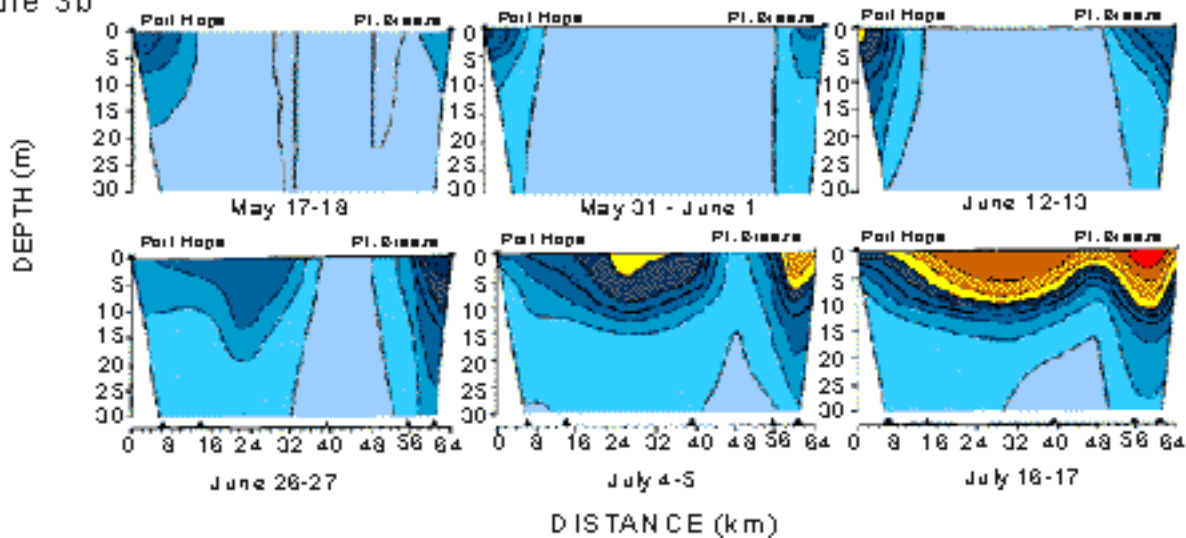 ure 3b
Port Hope Pt. Breeze Port Hope Pt. Breeze Port Hope Pt. Breeze
0 0 0
5 5 5
10 10 10
15 15 15
20 20 20
25 25 25
30 30 30
May 17-18 May 31 - June 1 June 12-13
DEPTH (m)
Port Hope Pt. Breeze Port Hope Pt. Breeze Port Hope Pt. Breeze
0 0 0
5 5 5
10 10 10
15 15 15
20 20 20
25 25 25
30 30 30
0 8 16 24 32 40 48 56 64 0 8 16 24 32 40 48 56 64 0 8 16 24 32 40 48 56 64
June 26-27 July 4-5 July 16-17
DISTANCE (km)